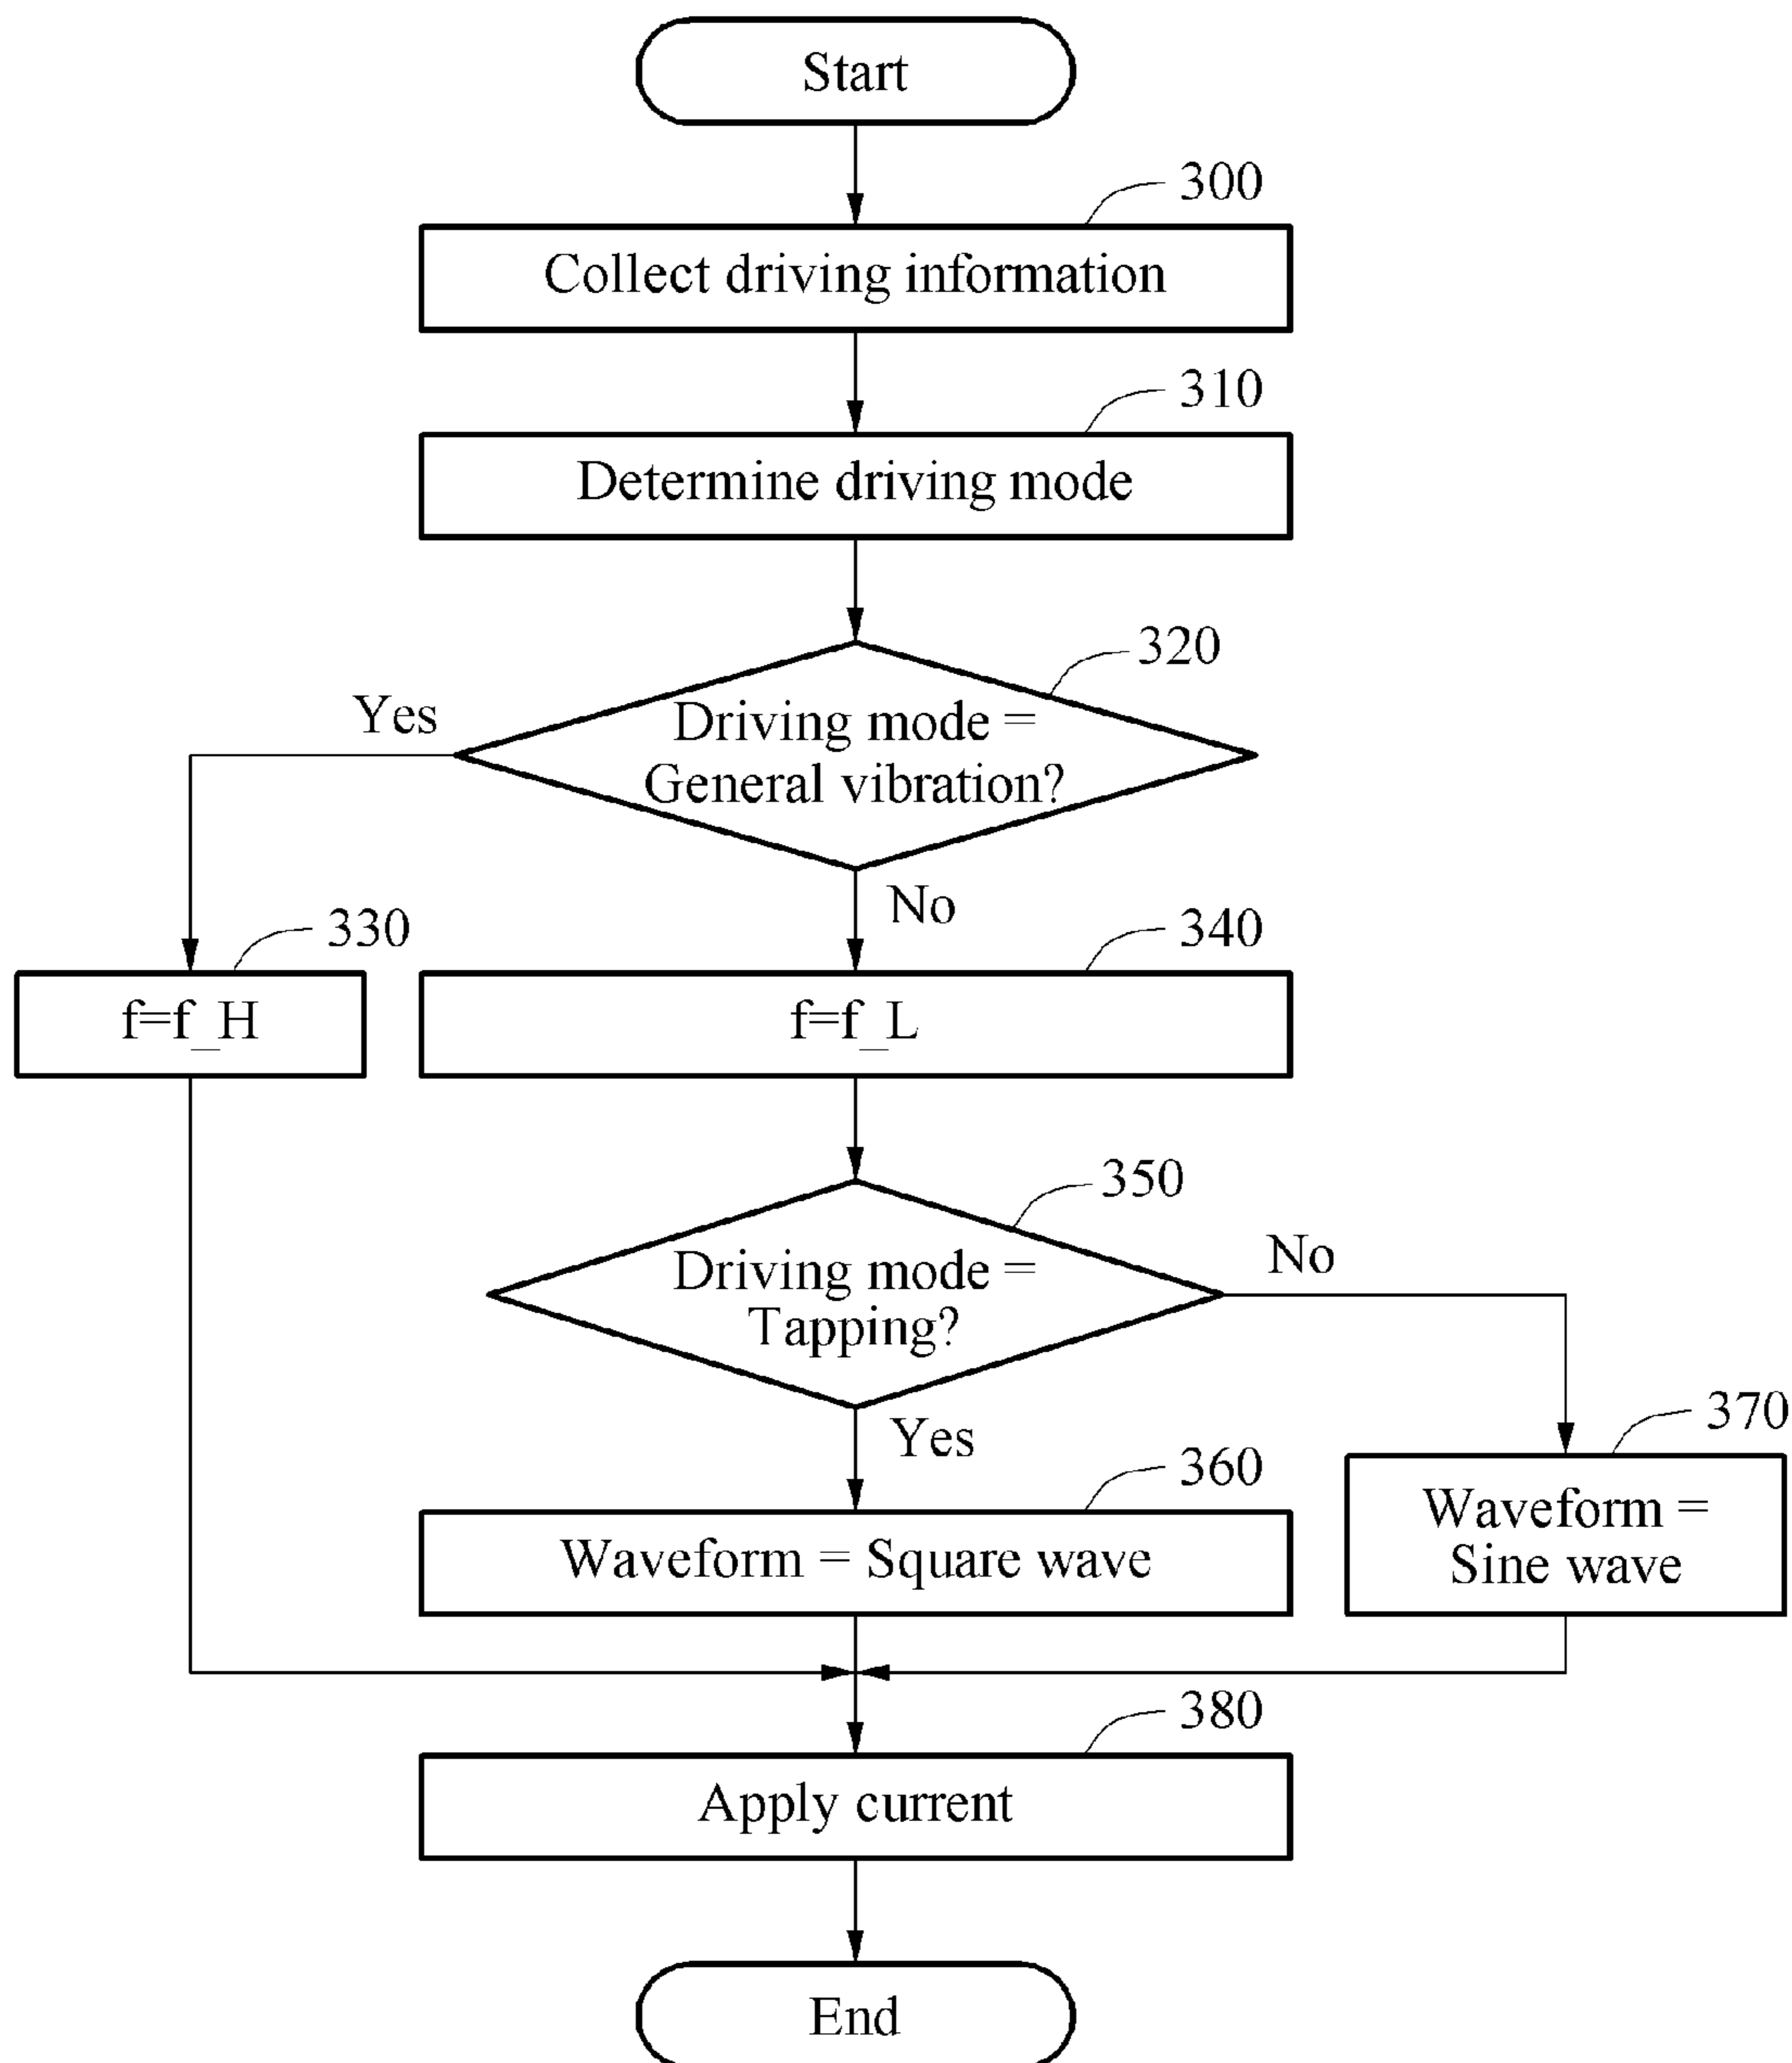 Start
300
Collect driving information
310
Determine driving mode
320
Yes
Driving mode =
General vibration?
No
330
340
f=f_H
f=f_L
350
Driving mode =
Tapping?
No
Yes
360
370
Waveform = Square wave
Waveform =
Sine wave
380
Apply current
End